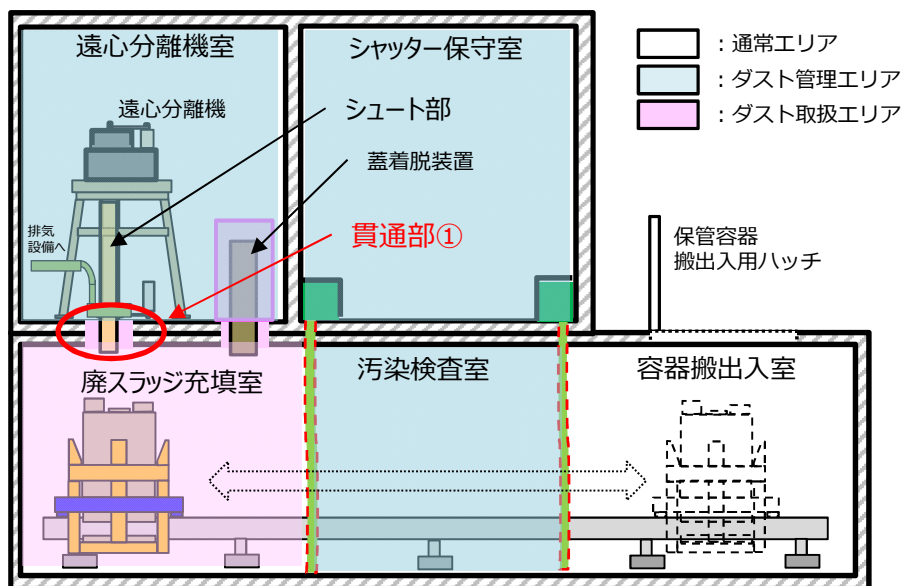 遠心分離機室
シャッター保守室
：通常エリア
：ダスト管理エリア
：ダスト取扱エリア
遠心分離機
シュート部
蓋着脱装置
排気
設備へ
貫通部①
保管容器
搬出入用ハッチ
廃スラッジ充填室
汚染検査室
容器搬出入室